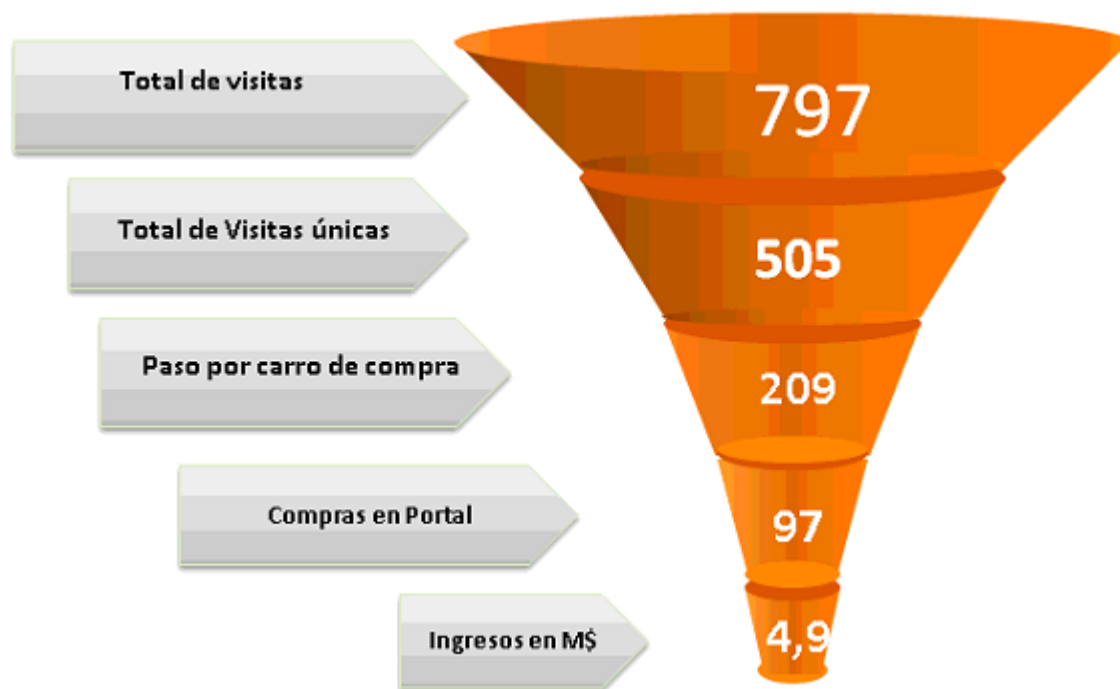 Total de visitas
797
Total de Visitas únicas
505
Paso por carro de compra
209
Compras en Portal
97
Ingresos en M$
4,9